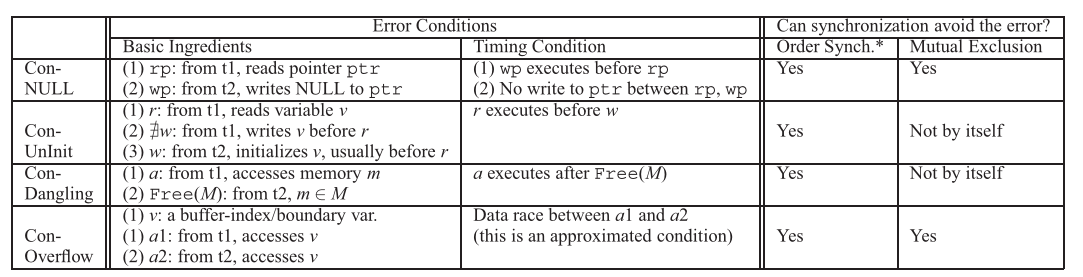 Error Conditions Can synchronization avoid the error?
Basic Ingredients Timing Condition Order Synch.* Mutual Exclusion
Con- (1) rp: from t1, reads pointer ptr (1) wp executes before rp Yes Yes
NULL (2) wp: from t2, writes NULL to ptr (2) No write to ptr between rp, wp
(1) r: from t1, reads variable v r executes before w
Con- (2) ∄w: from t1, writes v before r Yes Not by itself
UnInit (3) w: from t2, initializes v, usually before r
Con- (1) a: from t1, accesses memory m a executes after Free(M) Yes Not by itself
Dangling (2) Free(M): from t2, m ∈ M
(1) v: a buffer-index/boundary var. Data race between a1 and a2
Con- (1) a1: from t1, accesses v (this is an approximated condition) Yes Yes
Overflow (2) a2: from t2, accesses v